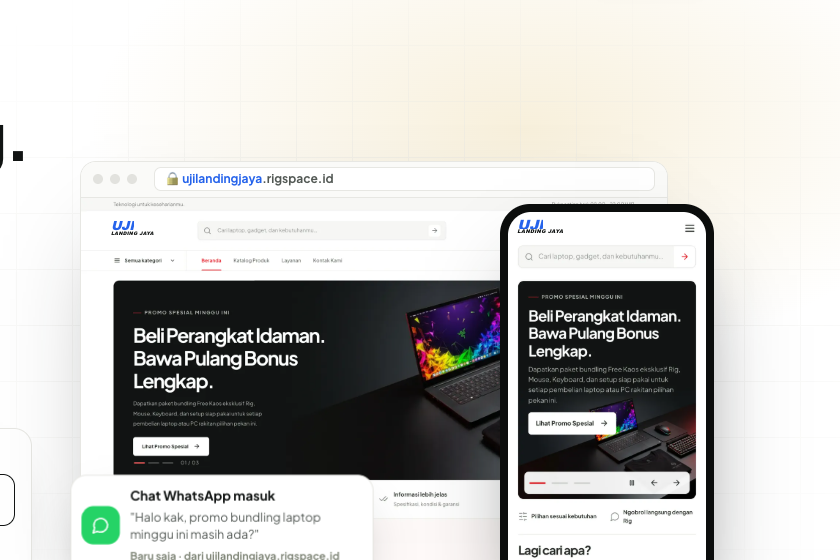 g.
ujilandingjaya.rigspace.id
Teknologi untuk keseharianmu
UJI
LANDING JAYA
Cari laptop, gadget, dan kebutuhanmu...
Semua kategori
Beranda
Katalog Produk
Layanan
Kontak Kami
PROMO SPESIAL MINGGU INI
Beli Perangkat Idaman.
Bawa Pulang Bonus
Lengkap.
Dapatkan paket bundling Free Kaos eksklusif Rig,
Mouse, Keyboard, dan setup siap pakai untuk setiap
pembelian laptop atau PC rakitan pilihan pekan ini.
Lihat Promo Spesial
01 / 03
Informasi lebih jelas
Spesifikasi, kondisi & garansi
Chat WhatsApp masuk
"Halo kak, promo bundling laptop
minggu ini masih ada?"
Baru saja · dari ujilandingjaya.rigspace.id
UJI
LANDING JAYA
Cari laptop, gadget, dan kebutuhanmu...
PROMO SPESIAL MINGGU INI
Beli Perangkat Idaman.
Bawa Pulang Bonus
Lengkap.
Dapatkan paket bundling Free Kaos eksklusif Rig,
Mouse, Keyboard, dan setup siap pakai untuk
setiap pembelian laptop atau PC rakitan pilihan
pekan ini.
Lihat Promo Spesial
Pilihan sesuai kebutuhan
Ngobrol langsung dengan
Rig
Lagi cari apa?